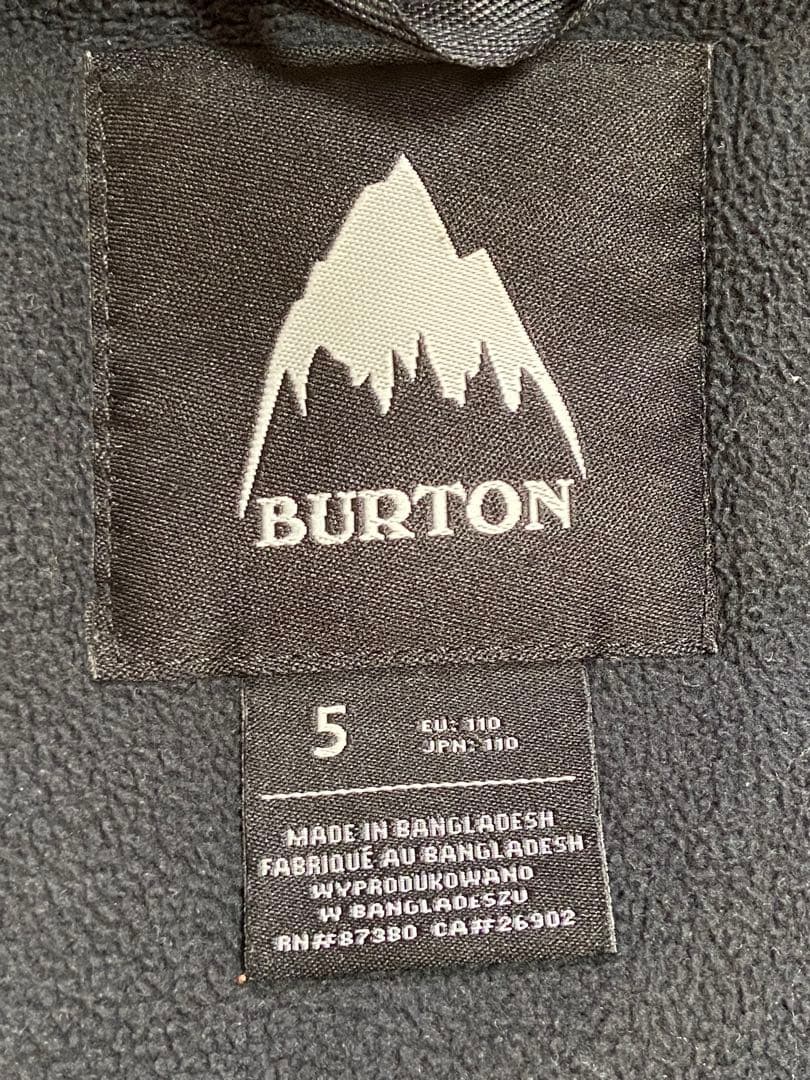 BURTON
5
EU: 110
JPN: 110
MADE IN BANGLADESH
FABRIQUÉ AU BANGLADESH
WYPRODUKOWANO
W BANGLADESZU
RN#87380 CA#26902